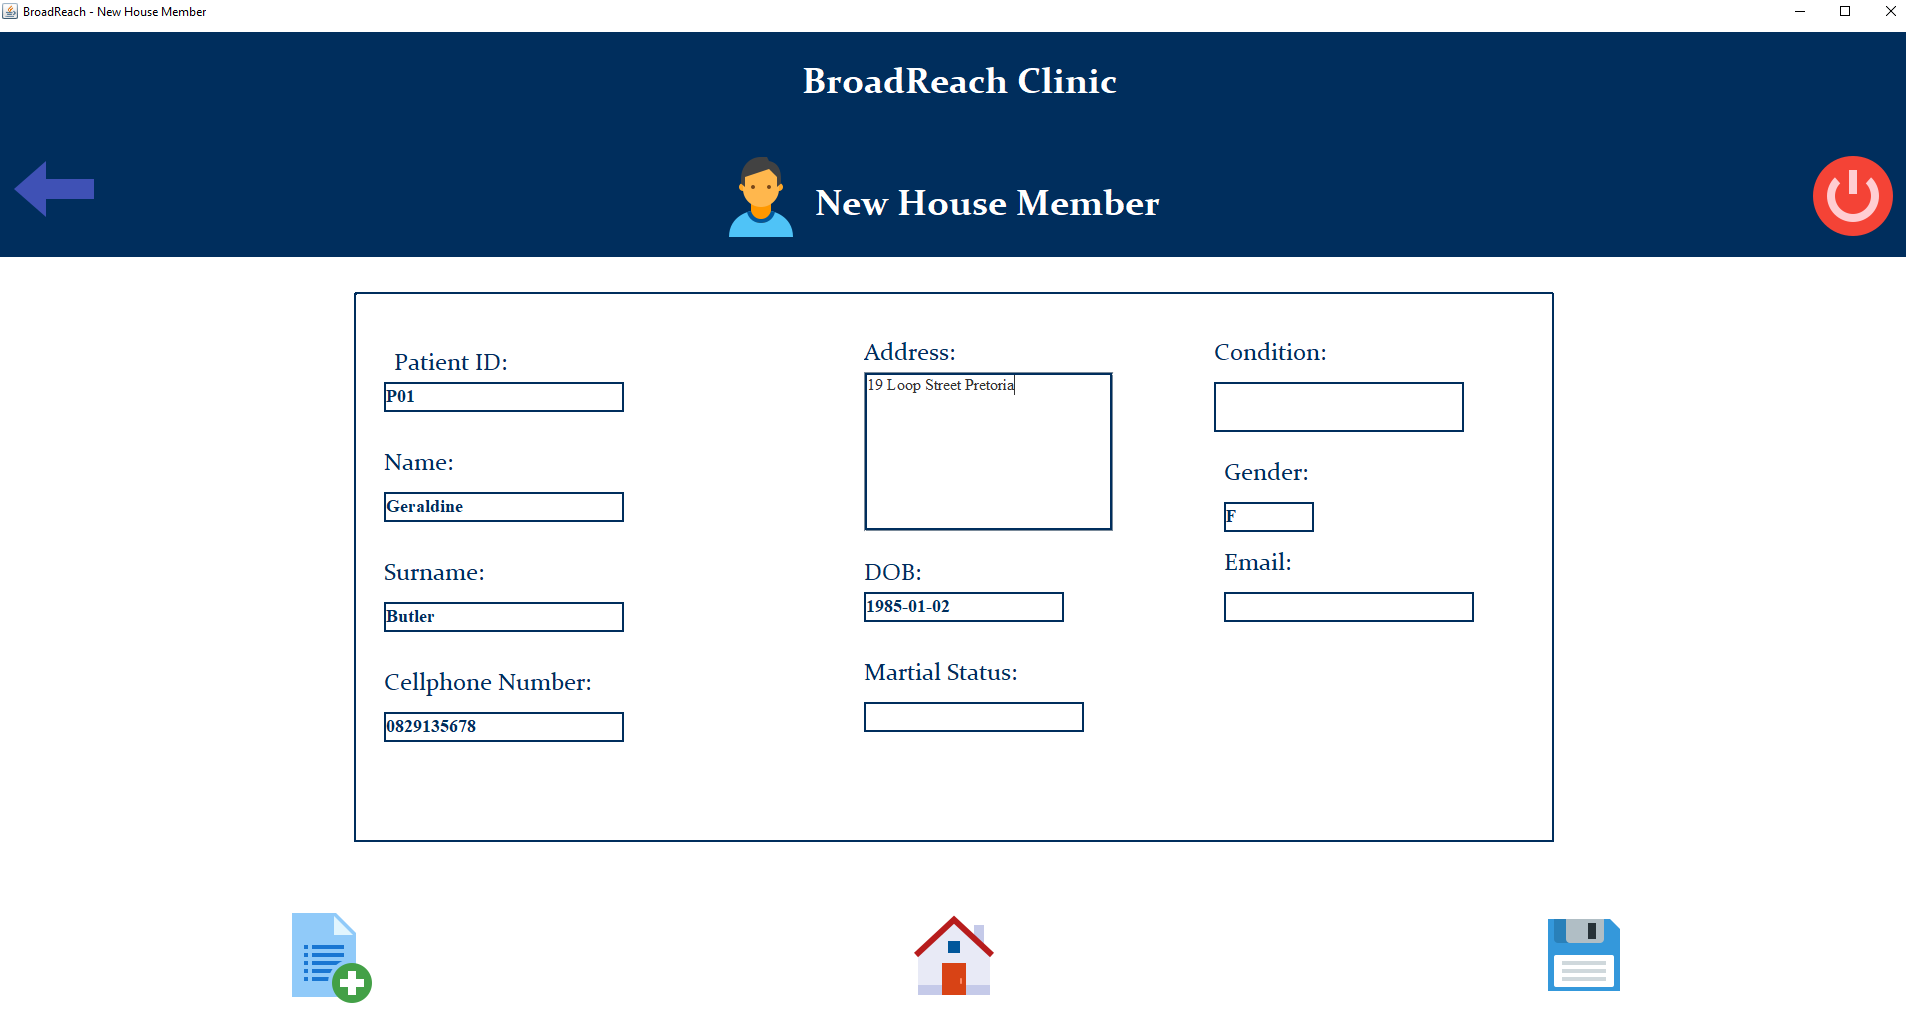 BroadReach - New House Member
BroadReach Clinic
New House Member
Patient ID:
P01
Name:
Geraldine
Surname:
Butler
Cellphone Number:
0829135678
Address:
19 Loop Street Pretoria
DOB:
1985-01-02
Martial Status:
Condition:
Gender:
F
Email: